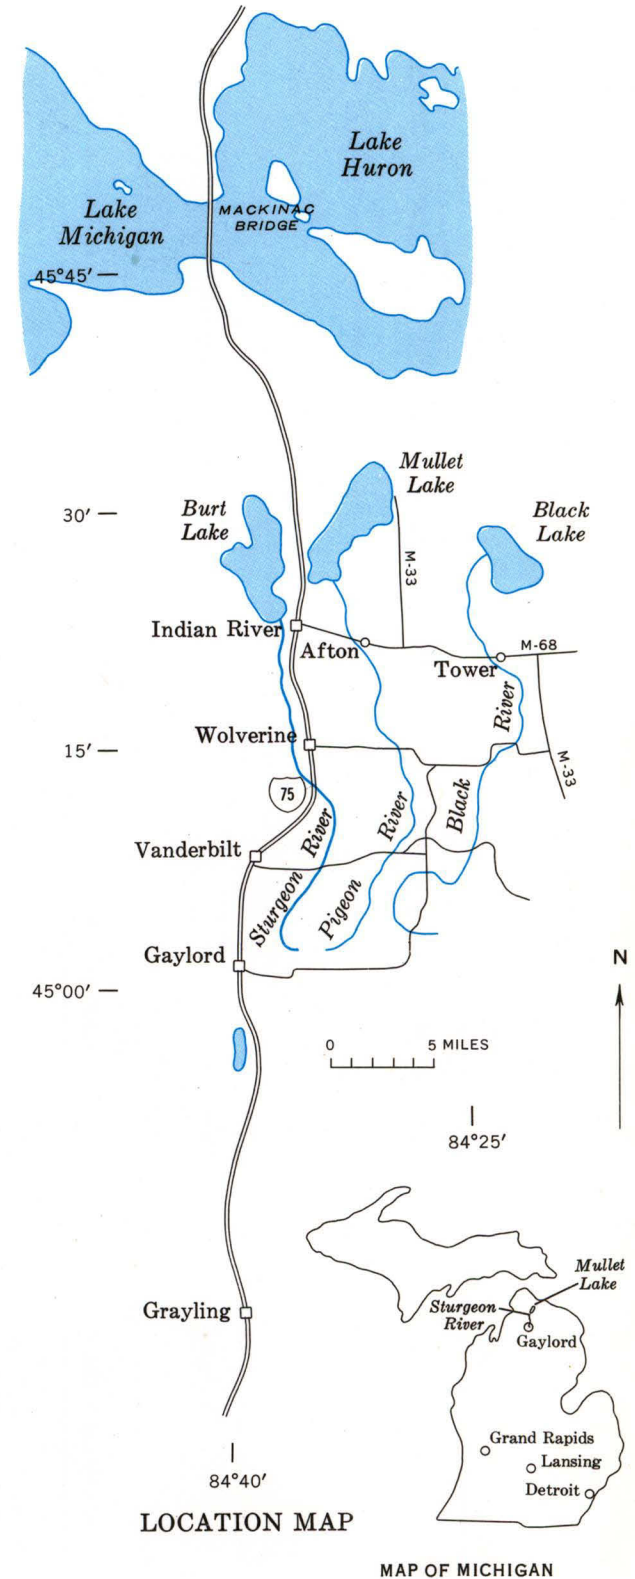 Lake
Huron
MACKINAC
BRIDGE
Lake
Michigan
45°45′
Mullet
Lake
Burt
Lake
Black
Lake
30′
M-33
Indian River
Afton
M-68
Tower
River
Wolverine
15′
M-33
75
River
River
Black
Vanderbilt
Sturgeon
Pigeon
Gaylord
45°00′
N
0 5 MILES
84°25′
Mullet
Lake
Sturgeon
River
Gaylord
Grayling
Grand Rapids
Lansing
Detroit
84°40′
LOCATION MAP
MAP OF MICHIGAN